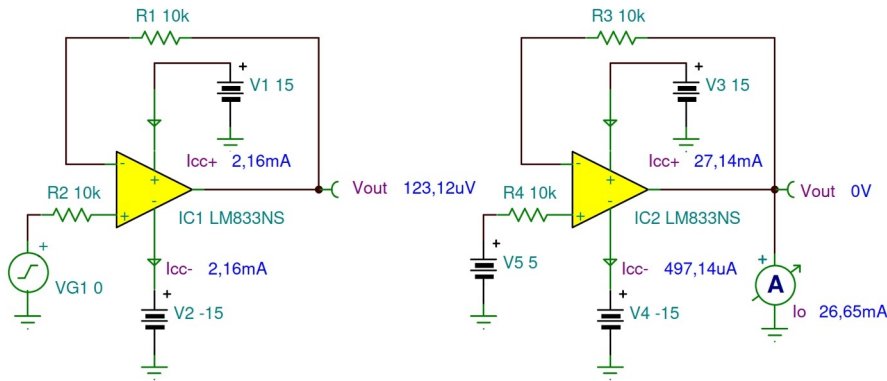 R1 10k
V1 15
Icc+ 2,16mA
-
+
-
+
R2 10k
Vout 123,12uV
IC1 LM833NS
+
VG1 0
Icc- 2,16mA
+
V2 -15
R3 10k
+
V3 15
Icc+ 27,14mA
-
+
-
+
R4 10k
Vout 0V
IC2 LM833NS
+
V5 5
Icc- 497,14uA
+
V4 -15
+
A
Io 26,65mA